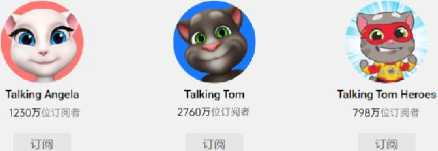 Talking Angela
Talking Tom
Talking Tom Heroes
1230万位订阅者
2760万位订阅者
798万位订阅者
订阅
订阅
订阅